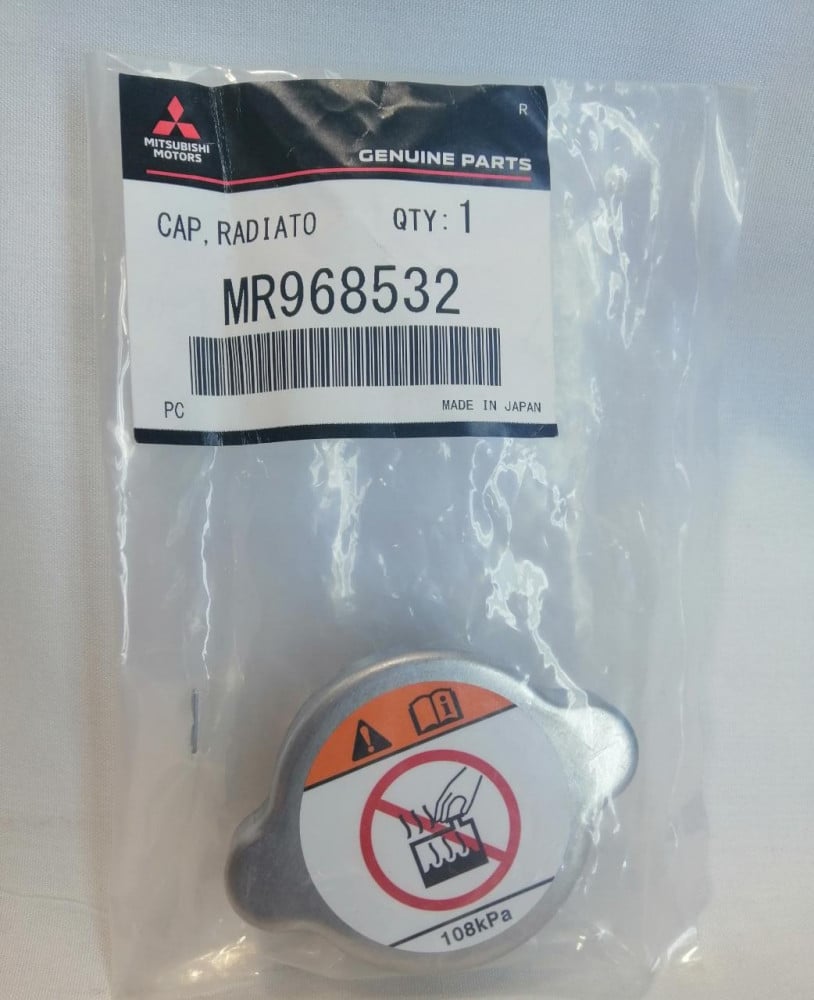 R
MITSUBISHI
MOTORS
GENUINE PARTS
CAP, RADIATO QTY: 1
MR968532
PC MADE IN JAPAN
108kPa